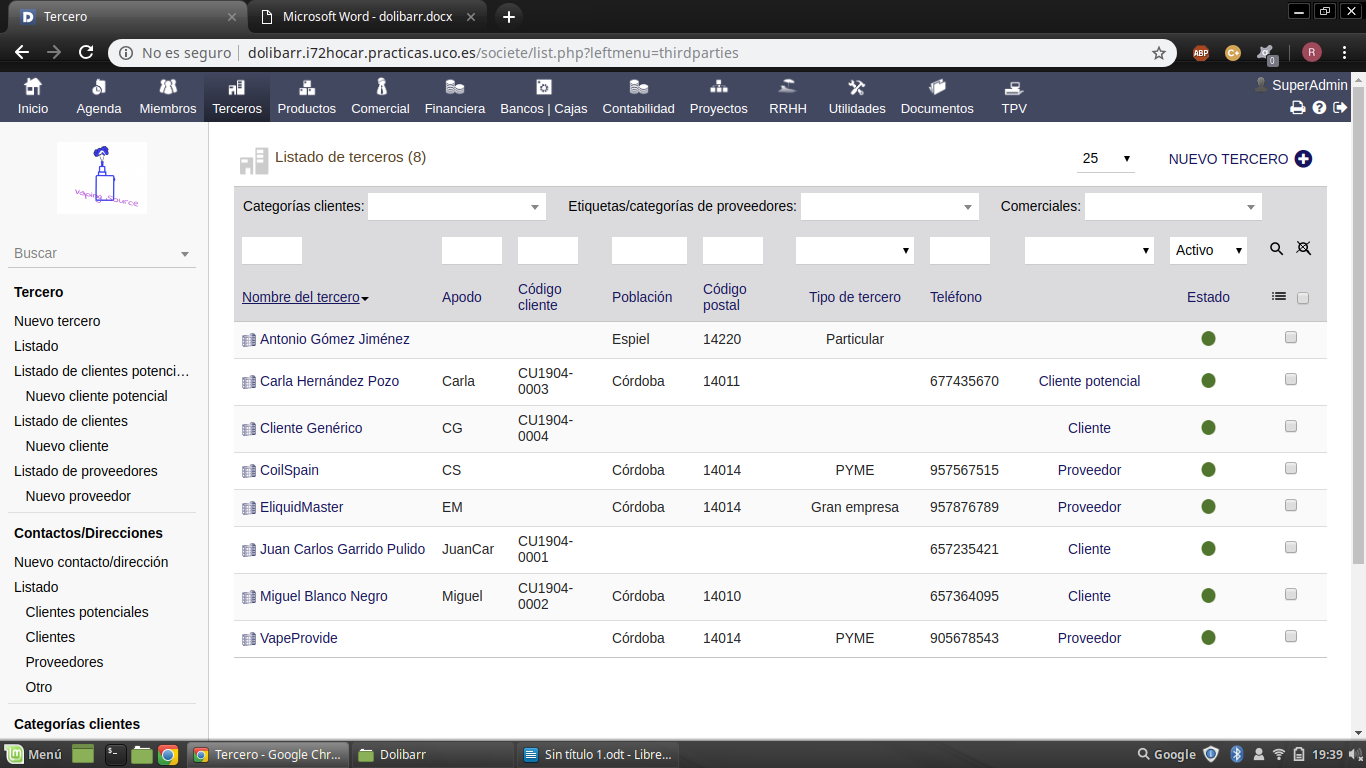 Tercero
Microsoft Word - dolibarr.docx
No es seguro | dolibarr.i72hocar.practicas.uco.es/societe/list.php?leftmenu=thirdparties
ABP
C+
0
R
Inicio Agenda Miembros Terceros Productos Comercial Financiera Bancos | Cajas Contabilidad Proyectos RRHH Utilidades Documentos TPV
SuperAdmin
vaping source
Buscar
Tercero
Nuevo tercero
Listado
Listado de clientes potenci…
Nuevo cliente potencial
Listado de clientes
Nuevo cliente
Listado de proveedores
Nuevo proveedor
Contactos/Direcciones
Nuevo contacto/dirección
Listado
Clientes potenciales
Clientes
Proveedores
Otro
Categorías clientes
Listado de terceros (8)
25
NUEVO TERCERO
Categorías clientes:
Etiquetas/categorías de proveedores:
Comerciales:
Activo
Nombre del tercero Apodo Código cliente Población Código postal Tipo de tercero Teléfono Estado
Antonio Gómez Jiménez Espiel 14220 Particular
Carla Hernández Pozo Carla CU1904-0003 Córdoba 14011 677435670 Cliente potencial
Cliente Genérico CG CU1904-0004 Cliente
CoilSpain CS Córdoba 14014 PYME 957567515 Proveedor
EliquidMaster EM Córdoba 14014 Gran empresa 957876789 Proveedor
Juan Carlos Garrido Pulido JuanCar CU1904-0001 657235421 Cliente
Miguel Blanco Negro Miguel CU1904-0002 Córdoba 14010 657364095 Cliente
VapeProvide Córdoba 14014 PYME 905678543 Proveedor
Menú
Tercero - Google Chr...
Dolibarr
Sin título 1.odt - Libre...
Google
19:39